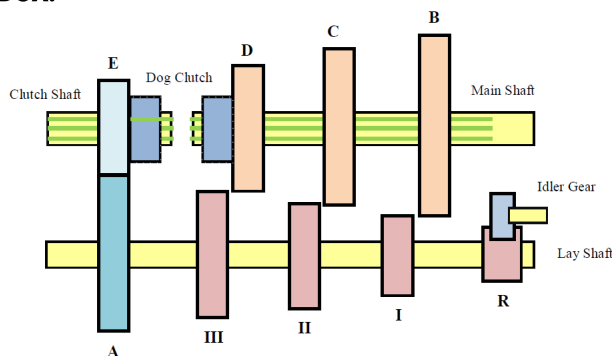 B
C
D
E
Dog Clutch
Clutch Shaft
Main Shaft
Idler Gear
Lay Shaft
R
I
II
III
A